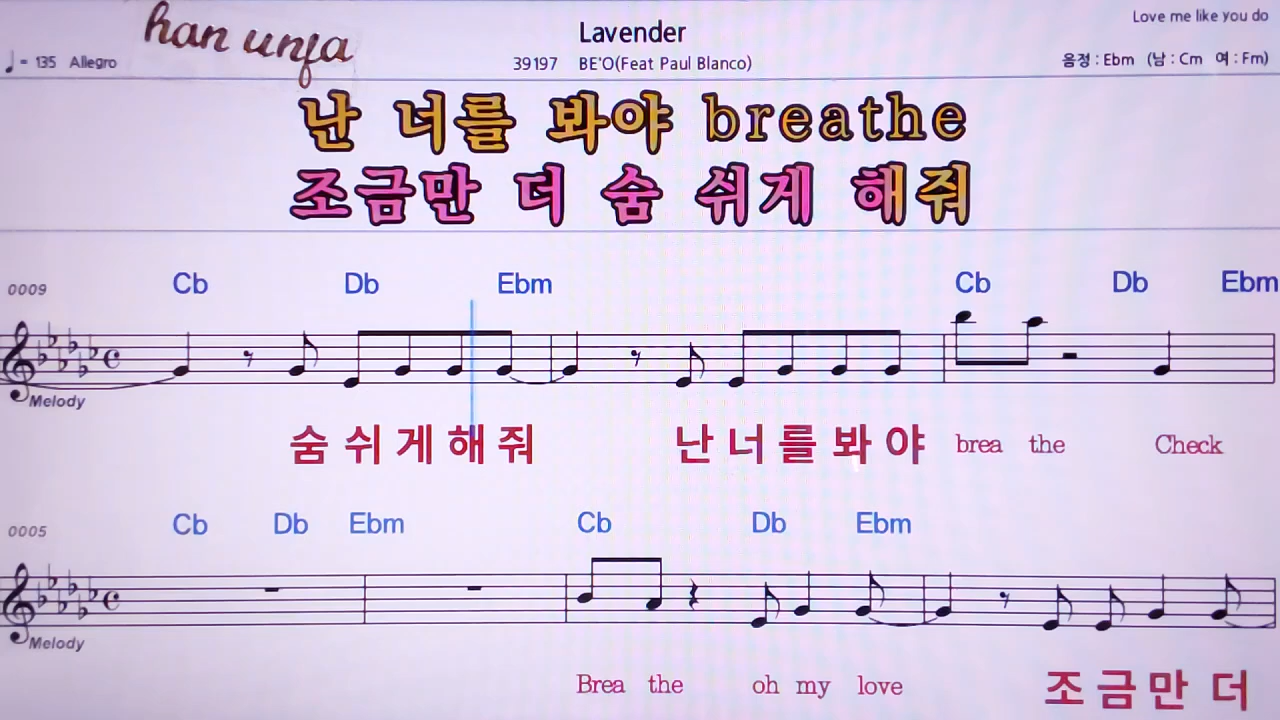 han unja
Lavender
Love me like you do
♩= 135 Allegro
39197 BE'O(Feat Paul Blanco)
음정 : Ebm (남 : Cm 여 : Fm)
난 너를 봐야 breathe
조금만 더 숨 쉬게 해줘
0009 Cb Db Ebm Cb Db Ebm
Melody
숨 쉬 게 해 줘 난 너 를 봐 야 brea the Check
0005 Cb Db Ebm Cb Db Ebm
Melody
Brea the oh my love 조 금 만 더